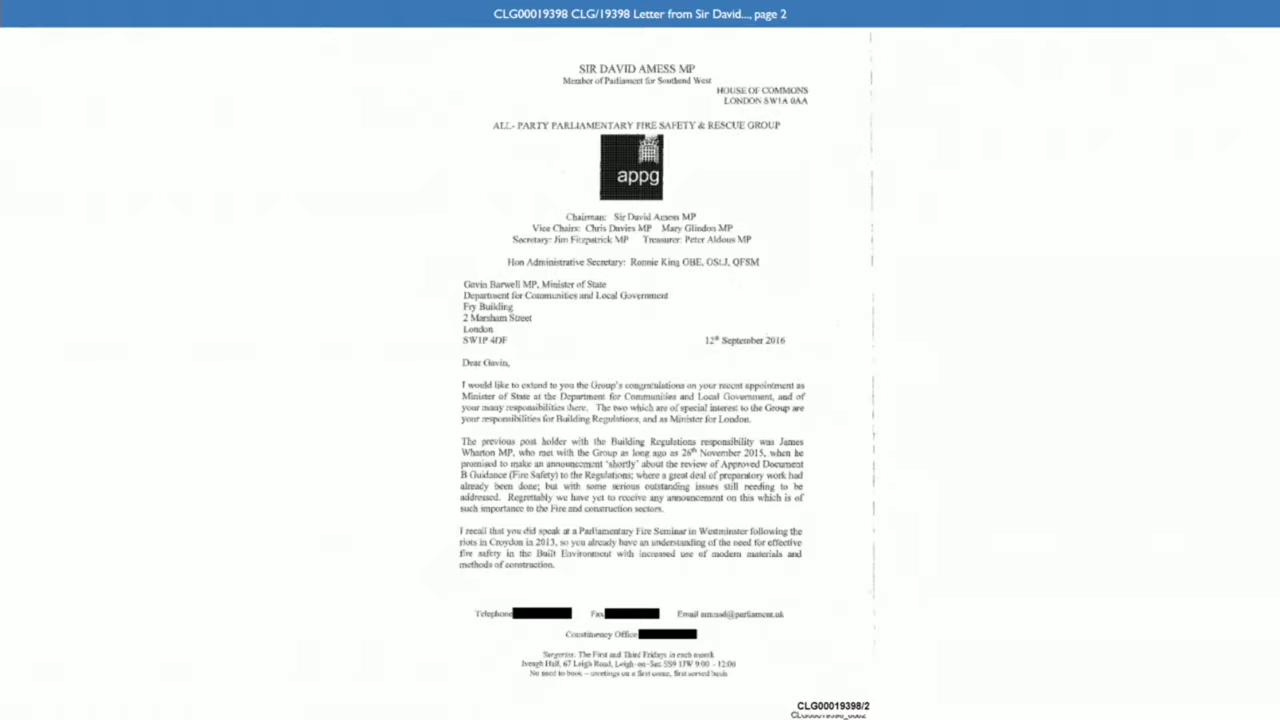 CLG00019398 CLG/19398 Letter from Sir David..., page 2
SIR DAVID AMESS MP
Member of Parliament for Southend West
HOUSE OF COMMONS
LONDON SW1A 0AA
ALL- PARTY PARLIAMENTARY FIRE SAFETY & RESCUE GROUP
appg
Chairman: Sir David Amess MP
Vice Chairs: Chris Davies MP Mary Glindon MP
Secretary: Jim Fitzpatrick MP Treasurer: Peter Aldous MP
Hon Administrative Secretary: Ronnie King OBE, OStJ, QFSM
Gavin Barwell MP, Minister of State
Department for Communities and Local Government
Fry Building
2 Marsham Street
London
SW1P 4DF
12th September 2016
Dear Gavin,
I would like to extend to you the Group's congratulations on your recent appointment as
Minister of State at the Department for Communities and Local Government, and of
your many responsibilities there. The two which are of special interest to the Group are
your responsibilities for Building Regulations, and as Minister for London.
The previous post holder with the Building Regulations responsibility was James
Wharton MP, who met with the Group as long ago as 26th November 2015, when he
promised to make an announcement 'shortly' about the review of Approved Document
B Guidance (Fire Safety) to the Regulations; where a great deal of preparatory work had
already been done; but with some serious outstanding issues still needing to be
addressed. Regrettably we have yet to receive any announcement on this which is of
such importance to the Fire and construction sectors.
I recall that you did speak at a Parliamentary Fire Seminar in Westminster following the
riots in Croydon in 2013, so you already have an understanding of the need for effective
fire safety in the Built Environment with increased use of modern materials and
methods of construction.
Telephone Fax Email amessd@parliament.uk
Constituency Office
Surgeries: The First and Third Fridays in each month
Iveagh Hall, 67 Leigh Road, Leigh-on-Sea SS9 1JW 9:00 - 12:00
No need to book – meetings on a first come, first served basis
CLG00019398/2
CLG00019398_0002